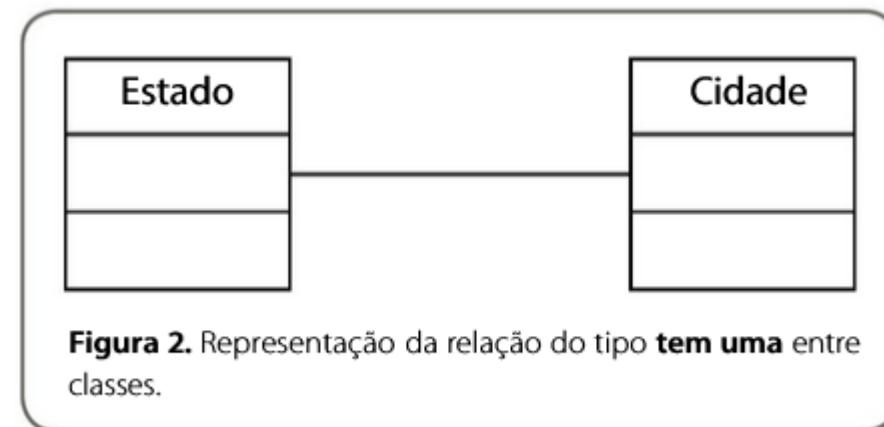 Estado
Cidade
Figura 2. Representação da relação do tipo tem uma entre
classes.